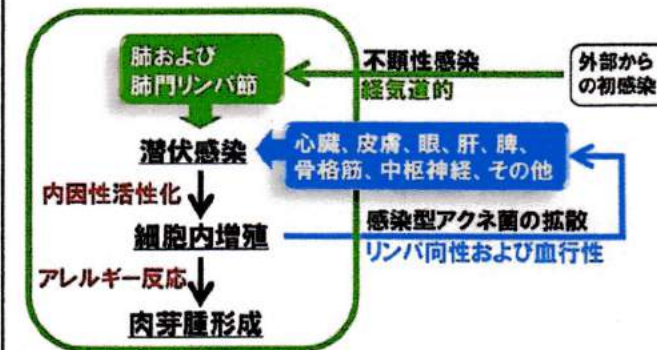 肺および
肺門リンパ節
不顕性感染
経気道的
外部から
の初感染
潜伏感染
心臓、皮膚、眼、肝、脾、
骨格筋、中枢神経、その他
内因性活性化
細胞内増殖
感染型アクネ菌の拡散
リンパ向性および血行性
アレルギー反応
肉芽腫形成